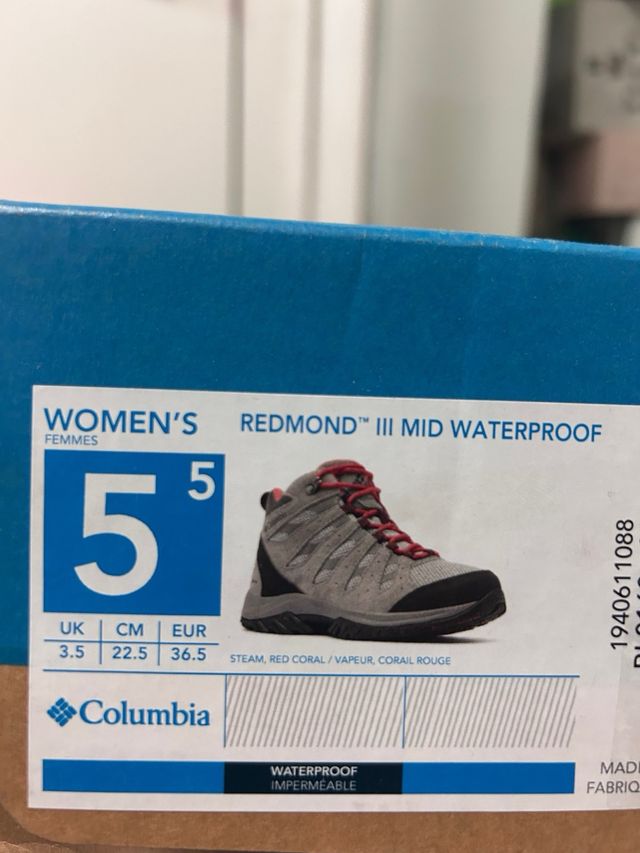 WOMEN'S
FEMMES
REDMOND™ III MID WATERPROOF
5 5
UK CM EUR
3.5 22.5 36.5
STEAM, RED CORAL / VAPEUR, CORAIL ROUGE
Columbia
WATERPROOF
IMPERMÉABLE
1940611088
MADE
FABRIQ